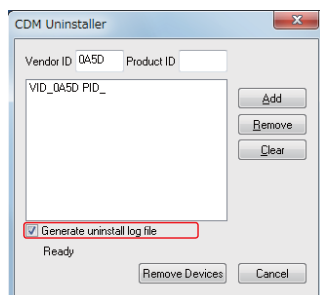 CDM Uninstaller
Vendor ID 0A5D Product ID
VID_0A5D PID_
Add
Remove
Clear
Generate uninstall log file
Ready
Remove Devices Cancel